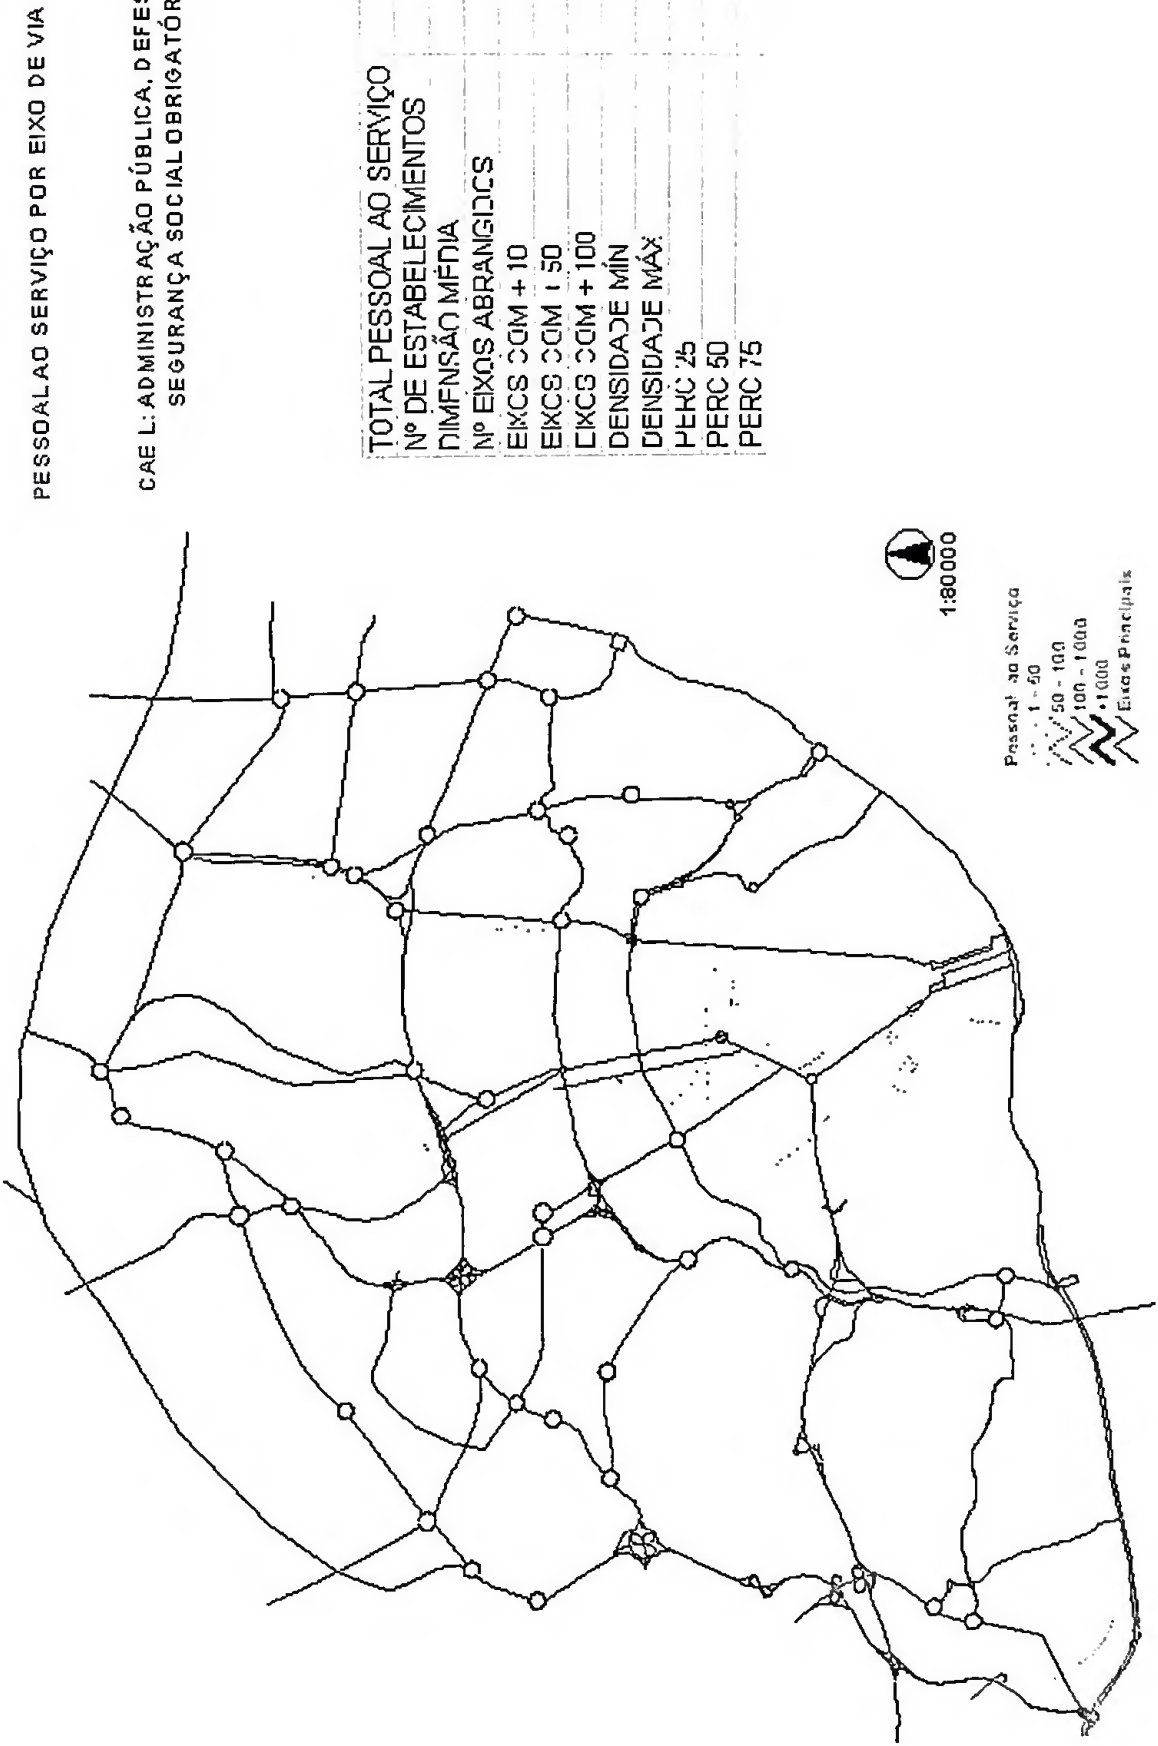 PESSOAL AO SERVIÇO POR EIXO DE VIA
CAE L: ADMINISTRAÇÃO PÚBLICA, DEFES
SEGURANÇA SOCIAL OBRIGATÓR
TOTAL PESSOAL AO SERVIÇO
Nº DE ESTABELECIMENTOS
DIMENSÃO MÉDIA
Nº EIXOS ABRANGIDOS
EIXOS COM + 10
EIXOS COM + 50
EIXOS COM + 100
DENSIDADE MÍN
DENSIDADE MÁX
PERC 25
PERC 50
PERC 75
1:80000
Pessoal ao Serviço
1 - 50
50 - 100
100 - 1000
+1000
Eixos Principais